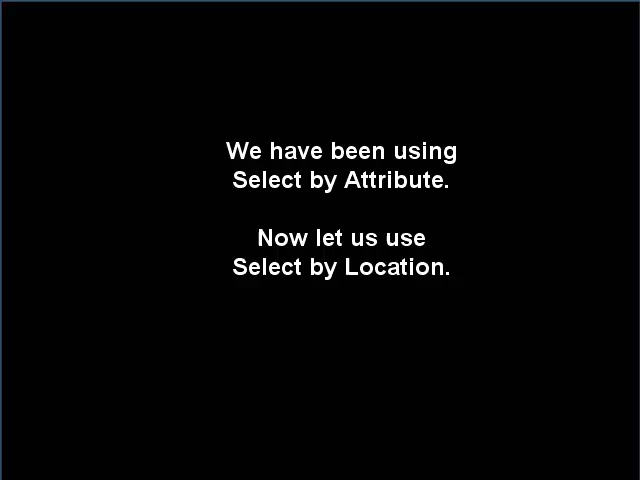 We have been using
Select by Attribute.
Now let us use
Select by Location.